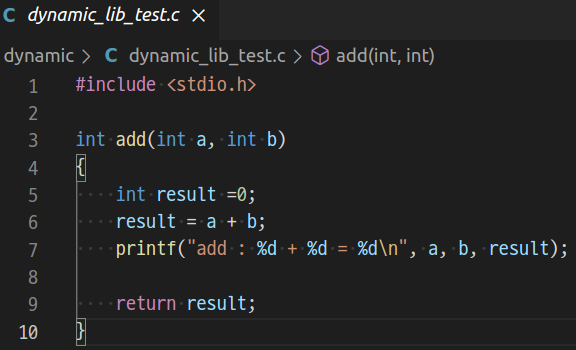 C dynamic_lib_test.c ×
dynamic > C dynamic_lib_test.c > add(int, int)
1 #include <stdio.h>
2
3 int add(int a, int b)
4 {
5     int result =0;
6     result = a + b;
7     printf("add : %d + %d = %d\n", a, b, result);
8
9     return result;
10 }